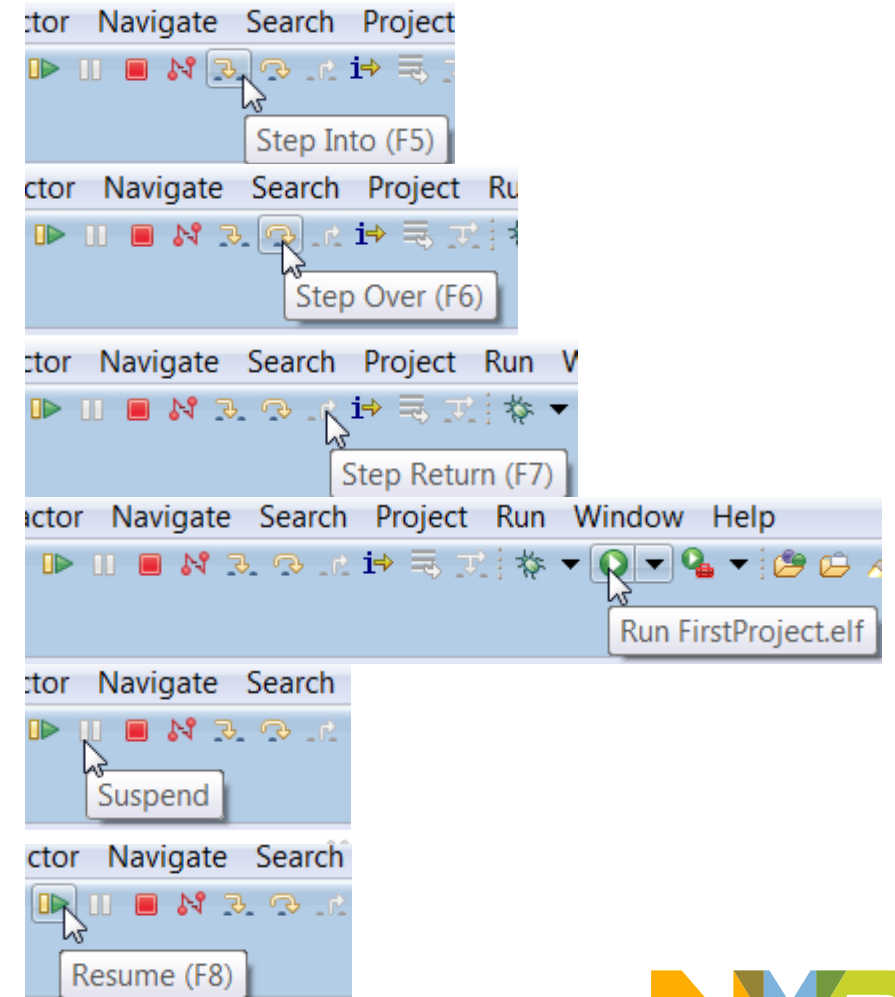 ctor Navigate Search Project
i
Step Into (F5)
ctor Navigate Search Project Ru
i
Step Over (F6)
ctor Navigate Search Project Run W
i
Step Return (F7)
actor Navigate Search Project Run Window Help
i
Run FirstProject.elf
ctor Navigate Search
Suspend
ctor Navigate Search
Resume (F8)